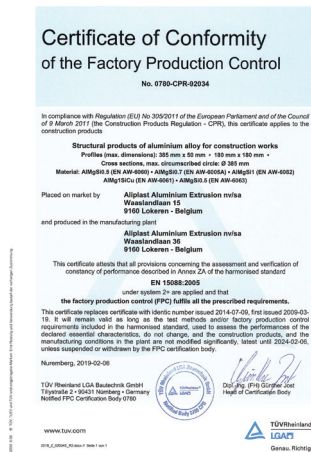 Certificate of Conformity
of the Factory Production Control
No. 0780-CPR-92034
In compliance with Regulation (EU) No 305/2011 of the European Parliament and of the Council
of 9 March 2011 (the Construction Products Regulation - CPR), this certificate applies to the
construction products
Structural products of aluminium alloy for construction works
Profiles (max. dimensions): 385 mm x 50 mm • 180 mm x 180 mm •
Cross sections, max. circumscribed circle: Ø 385 mm
Material: AlMgSi0.5 (EN AW-6060) • AlMgSi0.7 (EN AW-6005A) • AlMgSi1 (EN AW-6082)
AlMg1SiCu (EN AW-6061) • AlMgSi0.5 (EN AW-6063)
Placed on market by
Aliplast Aluminium Extrusion nv/sa
Waaslandlaan 15
9160 Lokeren - Belgium
and produced in the manufacturing plant
Aliplast Aluminium Extrusion nv/sa
Waaslandlaan 36
9160 Lokeren - Belgium
This certificate attests that all provisions concerning the assessment and verification of
constancy of performance described in Annex ZA of the harmonised standard
EN 15088:2005
under system 2+ are applied and that
the factory production control (FPC) fulfils all the prescribed requirements.
This certificate replaces certificate with identic number issued 2014-07-09, first issued 2009-03-
19. It will remain valid as long as the test methods and/or factory production control
requirements included in the harmonised standard, used to assess the performances of the
declared essential characteristics, do not change, and the construction products, and the
manufacturing conditions in the plant are not modified significantly, latest until 2024-02-06,
unless suspended or withdrawn by the FPC certification body.
Nuremberg, 2019-02-06
TÜV Rheinland LGA Bautechnik GmbH
Tillystraße 2 • 90431 Nürnberg • Germany
Notified FPC Certification Body 0780
Dipl.-Ing. (FH) Günther Jost
Head of Certification Body
www.tuv.com
TÜVRheinland
LGA
Genau. Richtig.